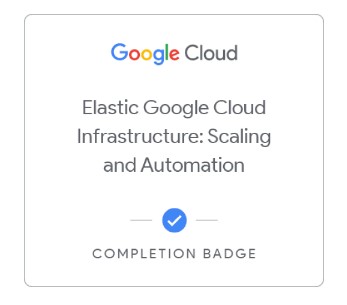 Google Cloud
Elastic Google Cloud
Infrastructure: Scaling
and Automation
COMPLETION BADGE